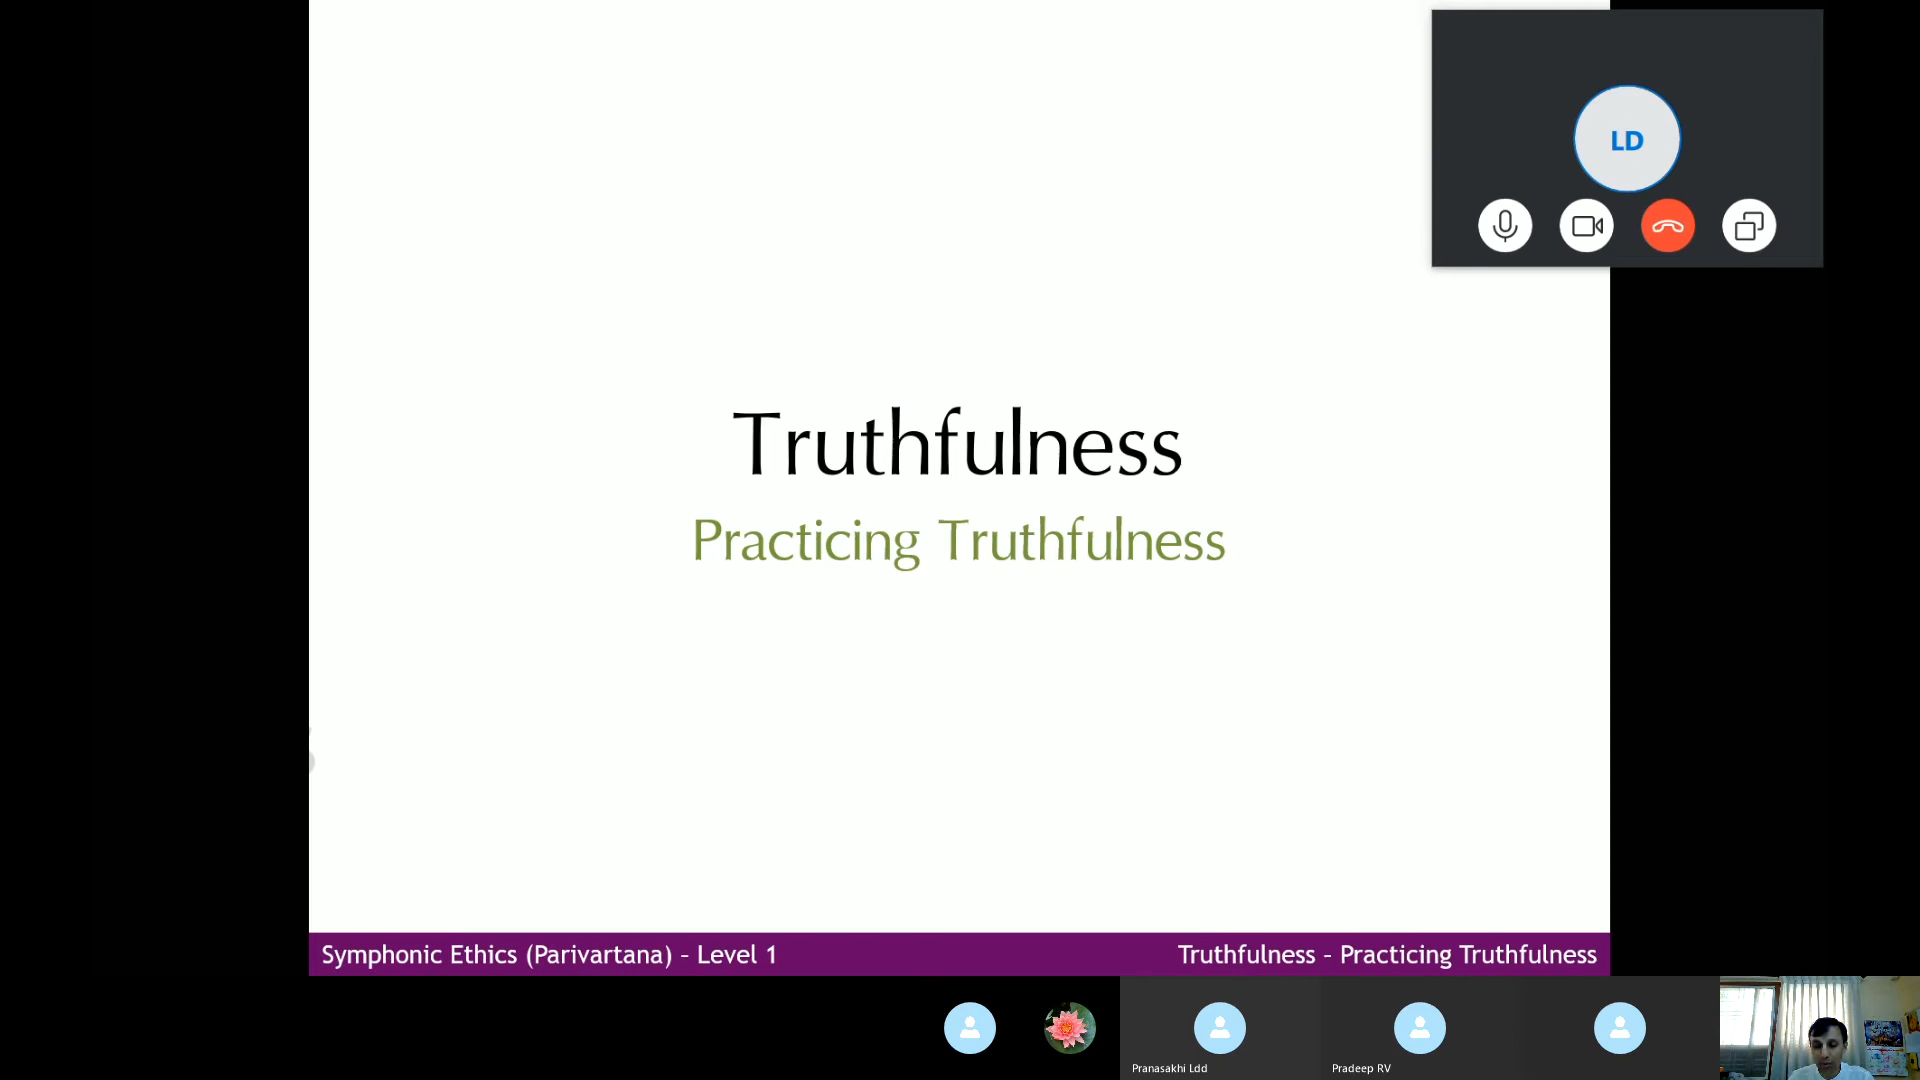 LD
Truthfulness
Practicing Truthfulness
Symphonic Ethics (Parivartana) – Level 1
Truthfulness – Practicing Truthfulness
Pranasakhi Ldd
Pradeep RV